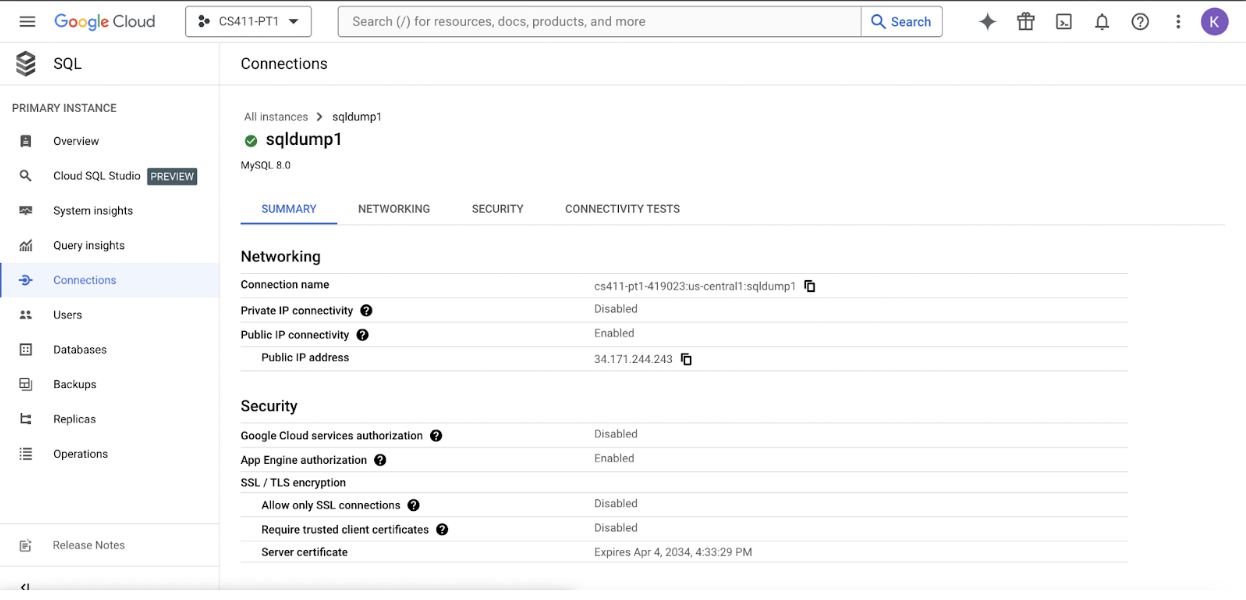 Google Cloud
CS411-PT1
Search (/) for resources, docs, products, and more
Search
K
SQL
Connections
PRIMARY INSTANCE
Overview
Cloud SQL Studio PREVIEW
System insights
Query insights
Connections
Users
Databases
Backups
Replicas
Operations
Release Notes
All instances > sqldump1
sqldump1
MySQL 8.0
SUMMARY NETWORKING SECURITY CONNECTIVITY TESTS
Networking
Connection name cs411-pt1-419023:us-central1:sqldump1
Private IP connectivity ? Disabled
Public IP connectivity ? Enabled
Public IP address 34.171.244.243
Security
Google Cloud services authorization ? Disabled
App Engine authorization ? Enabled
SSL / TLS encryption
Allow only SSL connections ? Disabled
Require trusted client certificates ? Disabled
Server certificate Expires Apr 4, 2034, 4:33:29 PM